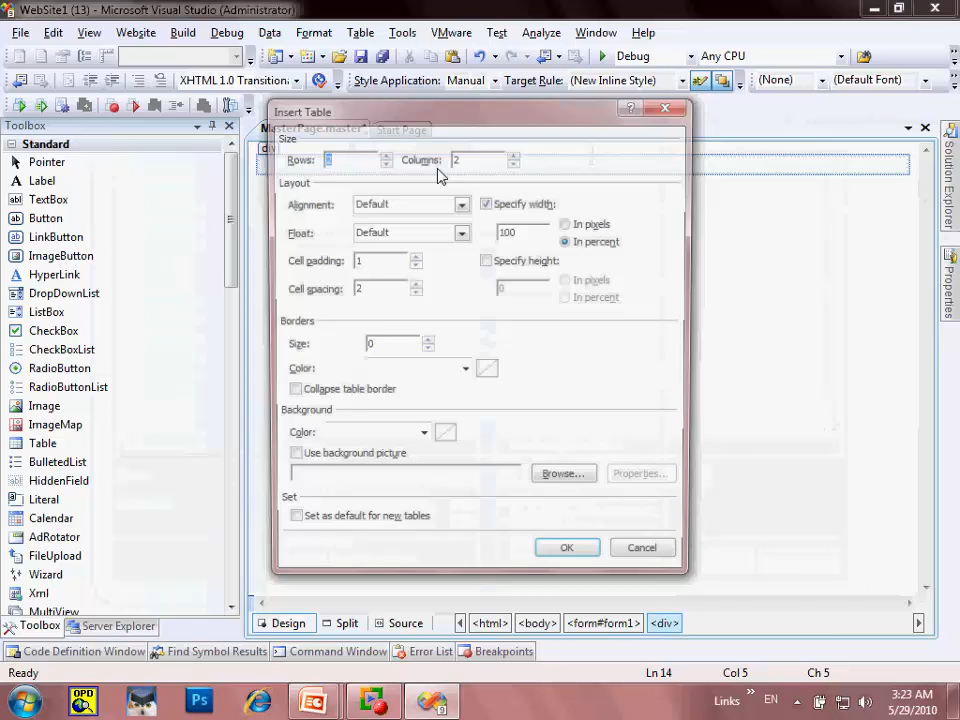 WebSite1 (13) - Microsoft Visual Studio (Administrator)
File Edit View Website Build Debug Data Format Table Tools VMware Test Analyze Window Help
Debug Any CPU
XHTML 1.0 Transition Style Application: Manual Target Rule: (New Inline Style) (None) (Default Font)
Toolbox
MasterPage.master* Start Page
Standard
Pointer
Label
TextBox
Button
LinkButton
ImageButton
HyperLink
DropDownList
ListBox
CheckBox
CheckBoxList
RadioButton
RadioButtonList
Image
ImageMap
Table
BulletedList
HiddenField
Literal
Calendar
AdRotator
FileUpload
Wizard
Xml
MultiView
Toolbox Server Explorer
Insert Table
Size
Rows: 2 Columns: 2
Layout
Alignment: Default Specify width:
Float: Default 100 In pixels
In percent
Cell padding: 1 Specify height:
Cell spacing: 2 0 In pixels
In percent
Borders
Size: 0
Color:
Collapse table border
Background
Color:
Use background picture
Browse... Properties...
Set
Set as default for new tables
OK Cancel
Solution Explorer
Properties
Design Split Source <html> <body> <form#form1> <div>
Code Definition Window Find Symbol Results Command Window Error List Breakpoints
Ready Ln 14 Col 5 Ch 5
OPD Ps Links » EN 3:23 AM
5/29/2010